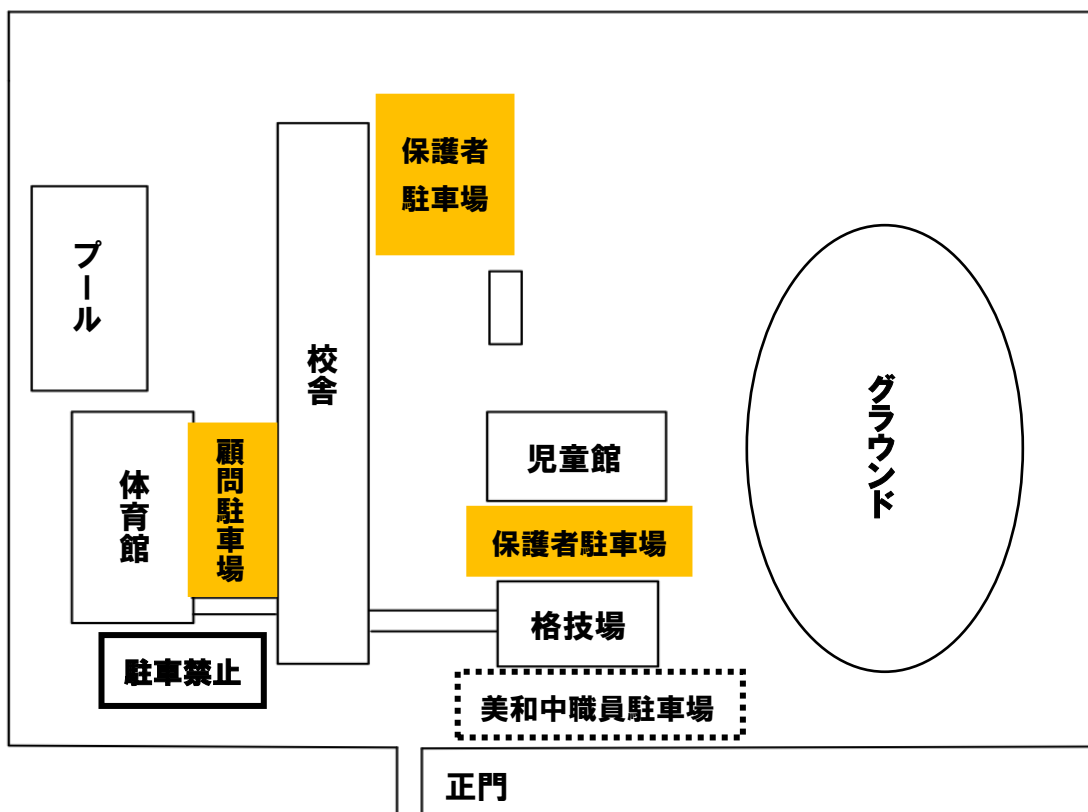 保護者
駐車場
プール
校舎
グラウンド
顧問駐車場
体育館
児童館
保護者駐車場
格技場
駐車禁止
美和中職員駐車場
正門